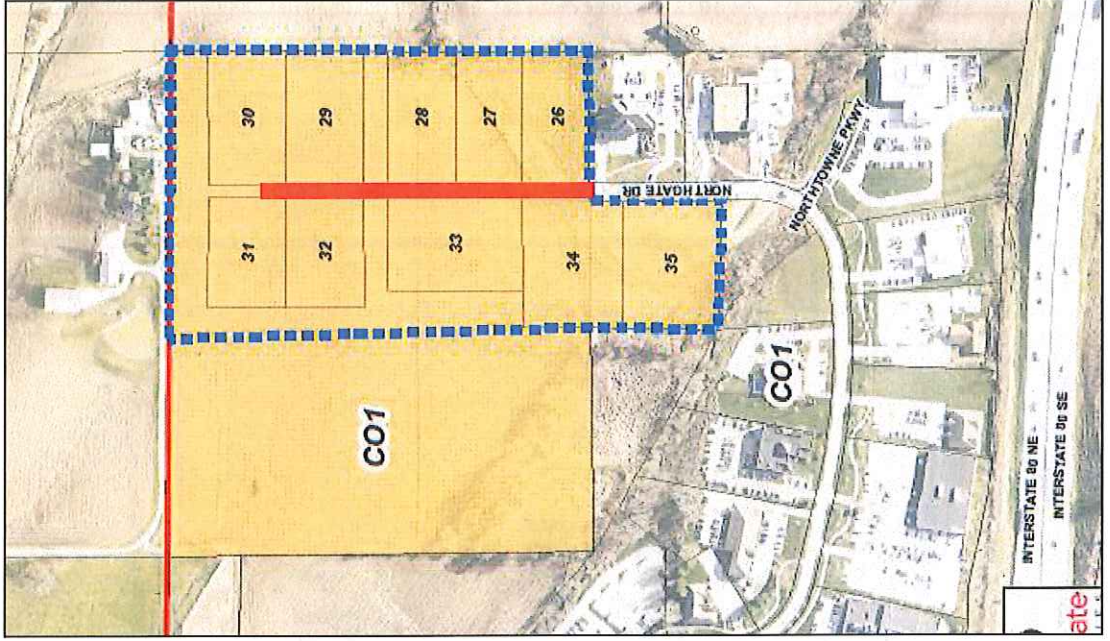 30
29
28
27
26
31
32
33
34
35
NORTHGATE DR
NORTHTOWNE PKWY
CO1
CO1
INTERSTATE 80 NE
INTERSTATE 80 SE
ate